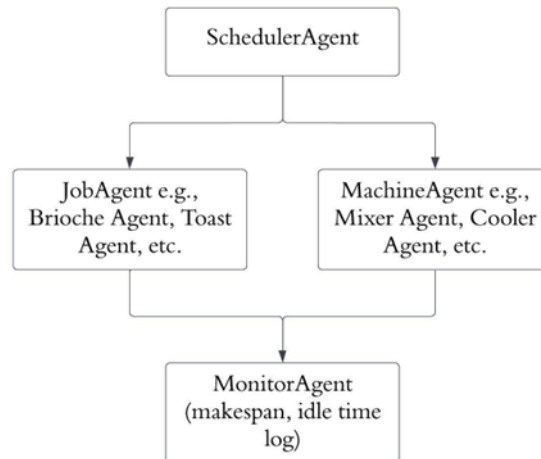 SchedulerAgent
JobAgent e.g.,
Brioche Agent, Toast
Agent, etc.
MachineAgent e.g.,
Mixer Agent, Cooler
Agent, etc.
MonitorAgent
(makespan, idle time
log)